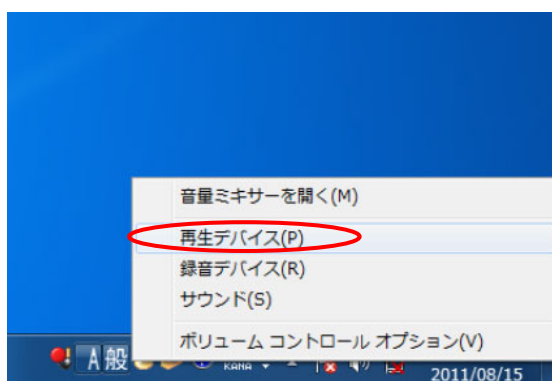 音量ミキサーを開く(M)
再生デバイス(P)
録音デバイス(R)
サウンド(S)
ボリューム コントロール オプション(V)
A 般 KANA
2011/08/15